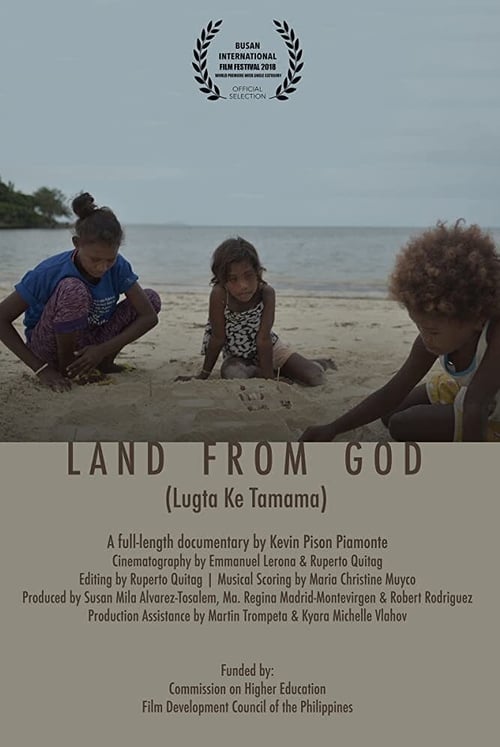 BUSAN
INTERNATIONAL
FILM FESTIVAL 2018
WORLD PREMIERE WIDE ANGLE CATEGORY
OFFICIAL
SELECTION
LAND FROM GOD
(Lugta Ke Tamama)
A full-length documentary by Kevin Pison Piamonte
Cinematography by Emmanuel Lerona & Ruperto Quitag
Editing by Ruperto Quitag | Musical Scoring by Maria Christine Muyco
Produced by Susan Mila Alvarez-Tosalem, Ma. Regina Madrid-Montevirgen & Robert Rodriguez
Production Assistance by Martin Trompeta & Kyara Michelle Vlahov
Funded by:
Commission on Higher Education
Film Development Council of the Philippines